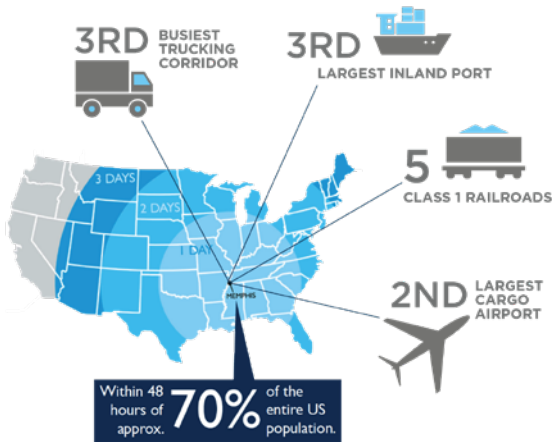 3RD
BUSIEST
TRUCKING
CORRIDOR
3RD
LARGEST INLAND PORT
5
CLASS 1 RAILROADS
3 DAYS
2 DAYS
1 DAY
MEMPHIS
2ND
LARGEST
CARGO
AIRPORT
Within 48
hours of
approx.
70%
of the
entire US
population.